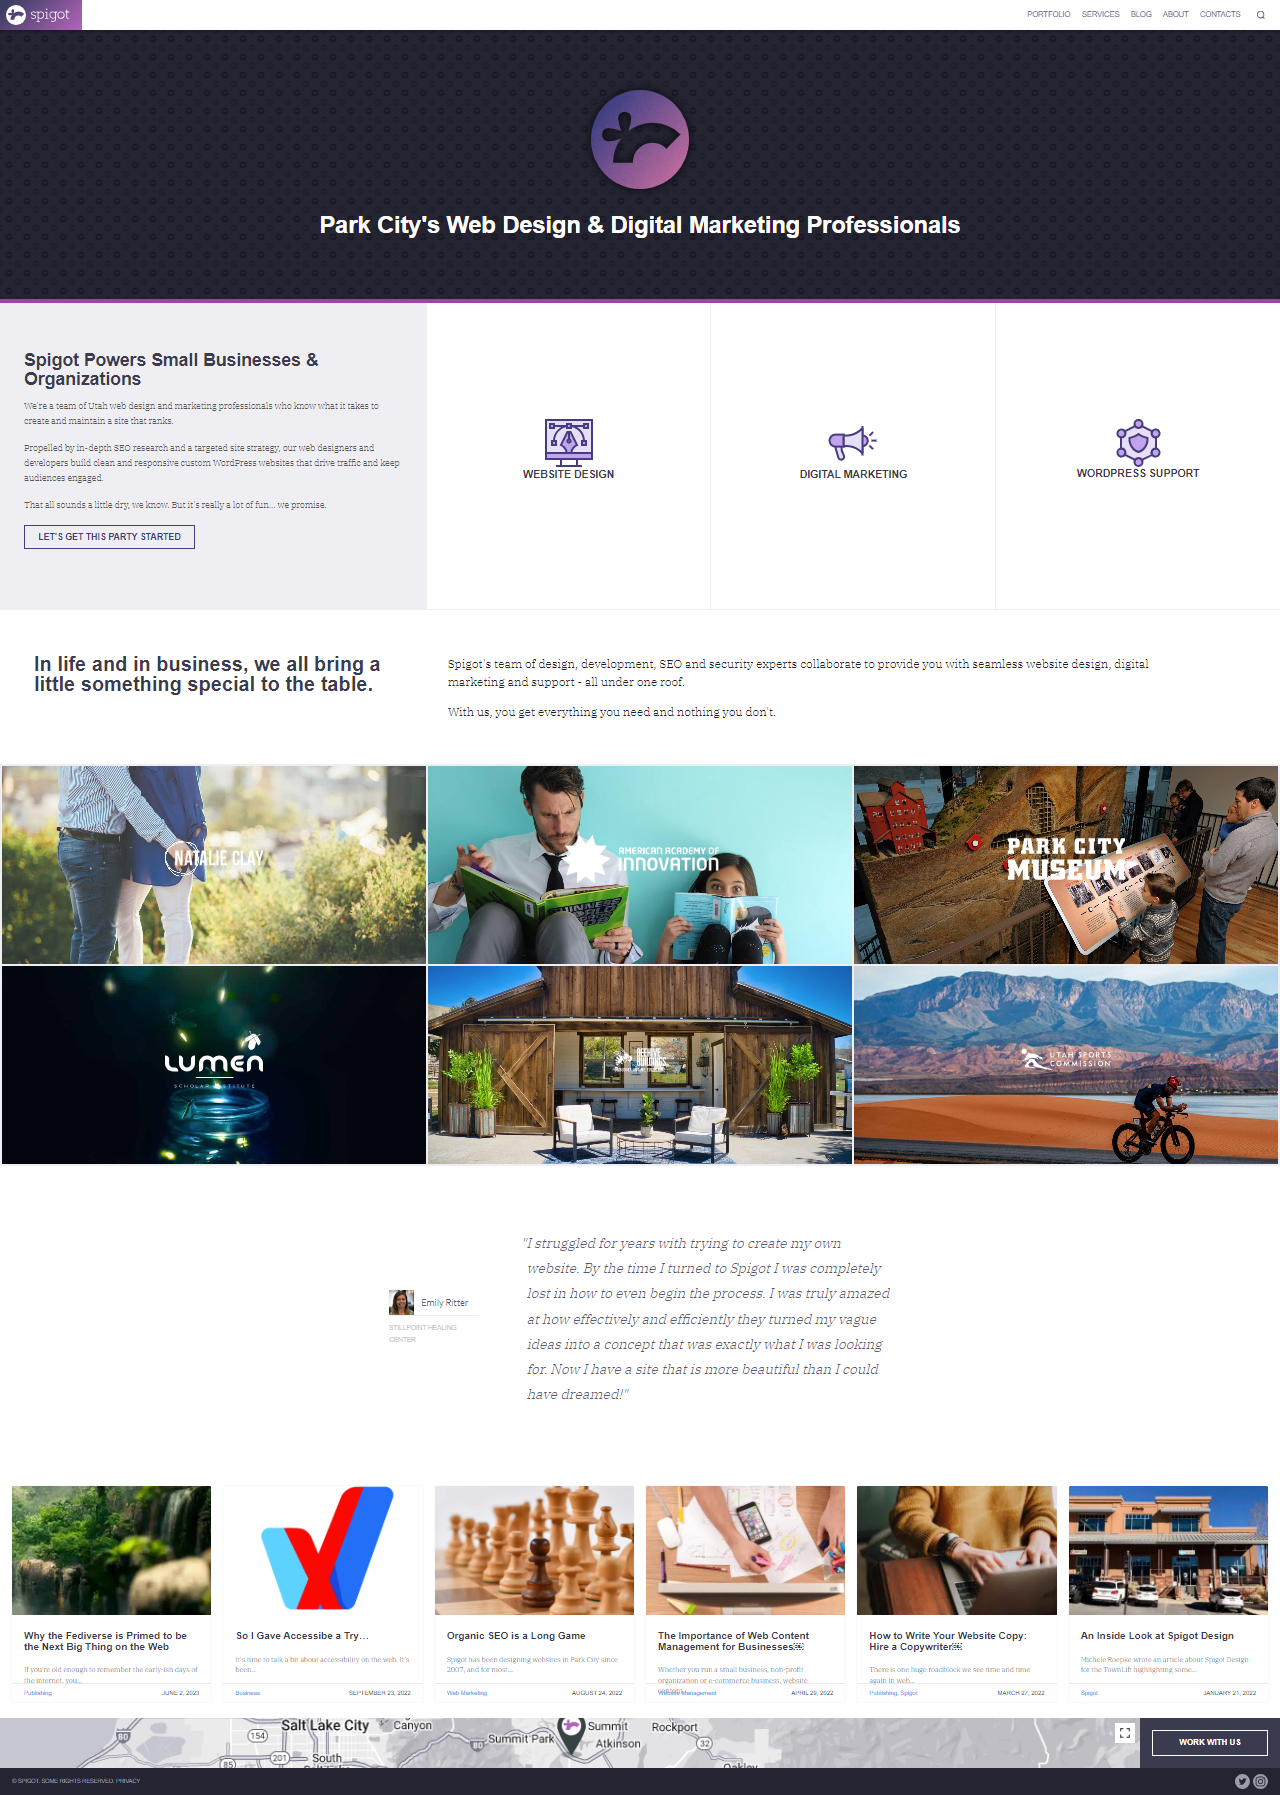 spigot
PORTFOLIO SERVICES BLOG ABOUT CONTACTS
Park City's Web Design & Digital Marketing Professionals
Spigot Powers Small Businesses &
Organizations
We're a team of Utah web design and marketing professionals who know what it takes to
create and maintain a site that ranks.
Propelled by in-depth SEO research and a targeted site strategy, our web designers and
developers build clean and responsive custom WordPress websites that drive traffic and keep
audiences engaged.
That all sounds a little dry, we know. But it's really a lot of fun... we promise.
LET'S GET THIS PARTY STARTED
WEBSITE DESIGN
DIGITAL MARKETING
WORDPRESS SUPPORT
In life and in business, we all bring a
little something special to the table.
Spigot's team of design, development, SEO and security experts collaborate to provide you with seamless website design, digital
marketing and support - all under one roof.
With us, you get everything you need and nothing you don't.
NATALIE CLAY
AMERICAN ACADEMY OF
INNOVATION
PARK CITY
MUSEUM
LUMEN
SCHOLAR INSTITUTE
BEEHIVE
BUILDINGS
UTAH SPORTS
COMMISSION
"I struggled for years with trying to create my own
website. By the time I turned to Spigot I was completely
lost in how to even begin the process. I was truly amazed
at how effectively and efficiently they turned my vague
ideas into a concept that was exactly what I was looking
for. Now I have a site that is more beautiful than I could
have dreamed!"
Emily Ritter
STILLPOINT HEALING
CENTER
Why the Fediverse is Primed to be
the Next Big Thing on the Web
If you're old enough to remember the early-ish days of
the internet, you...
Publishing JUNE 2, 2023
So I Gave Accessibe a Try...
It's time to talk a bit about accessibility on the web. It's
been...
Business SEPTEMBER 23, 2022
Organic SEO is a Long Game
Spigot has been designing websites in Park City since
2007, and for most...
Web Marketing AUGUST 24, 2022
The Importance of Web Content
Management for Businesses
Whether you run a small business, non-profit
organization or e-commerce business, website
content...
Website Management APRIL 29, 2022
How to Write Your Website Copy:
Hire a Copywriter
There is one huge roadblock we see time and time
again in web...
Publishing, Spigot MARCH 27, 2022
An Inside Look at Spigot Design
Michele Roepke wrote an article about Spigot Design
for the TownLift highlighting some...
Spigot JANUARY 21, 2022
80
154
Salt Lake City
Canyon
201
South
85
Summit Park
Summit
Atkinson
Rockport
32
Oakley
WORK WITH US
© SPIGOT. SOME RIGHTS RESERVED. PRIVACY